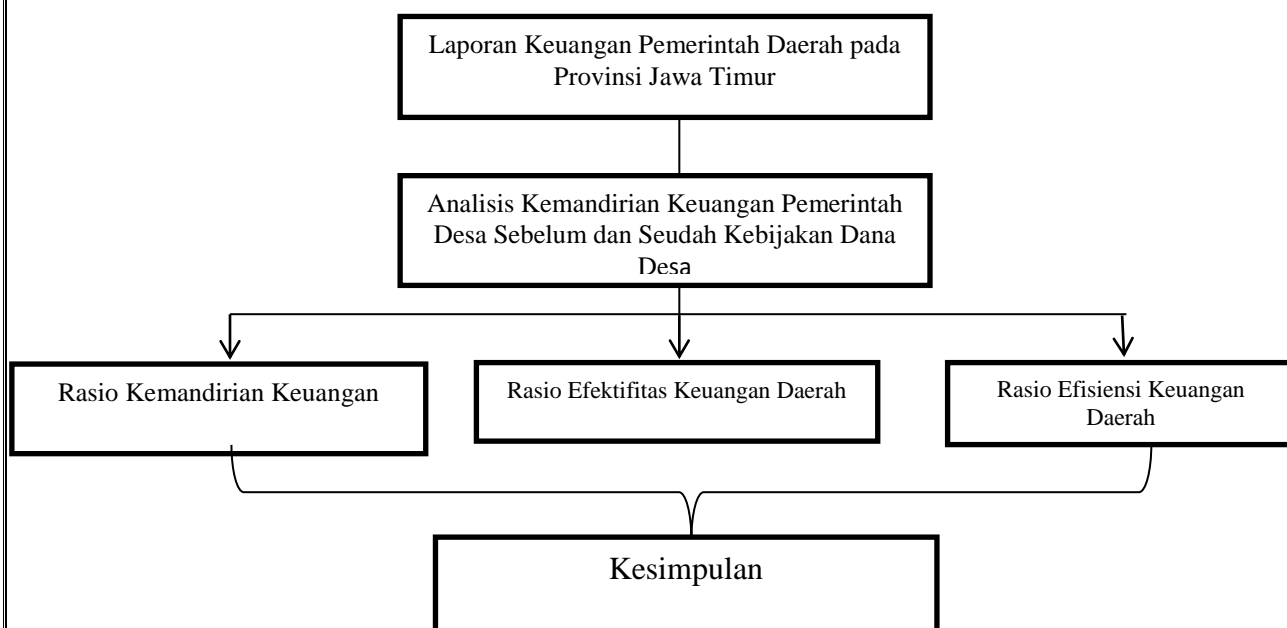 Laporan Keuangan Pemerintah Daerah pada
Provinsi Jawa Timur
Analisis Kemandirian Keuangan Pemerintah
Desa Sebelum dan Seudah Kebijakan Dana
Desa
Rasio Kemandirian Keuangan
Rasio Efektifitas Keuangan Daerah
Rasio Efisiensi Keuangan
Daerah
Kesimpulan